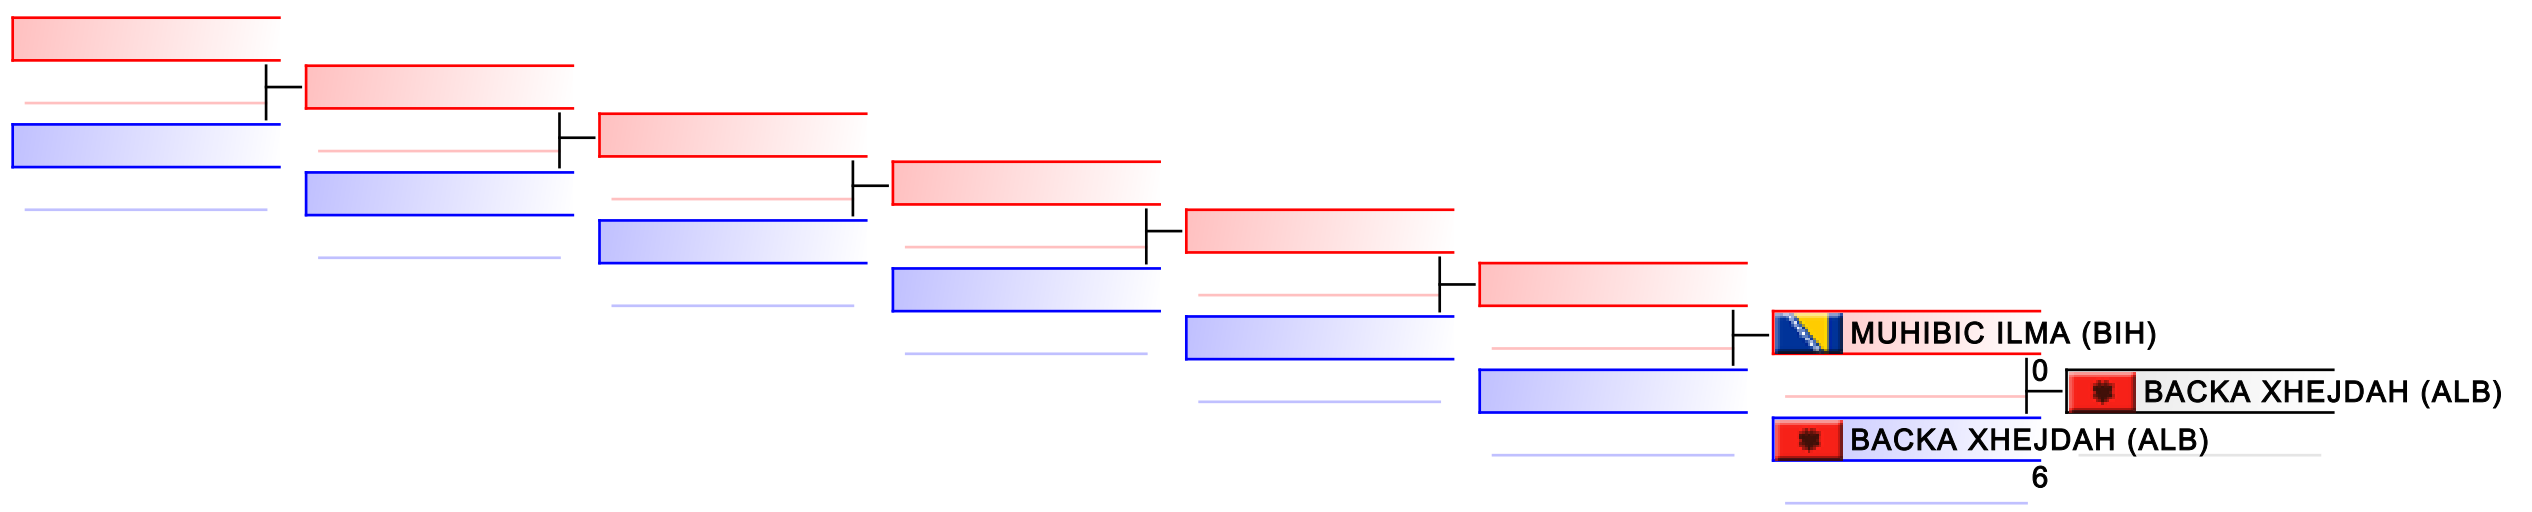 MUHIBIC ILMA (BIH)
0
BACKA XHEJDAH (ALB)
BACKA XHEJDAH (ALB)
6